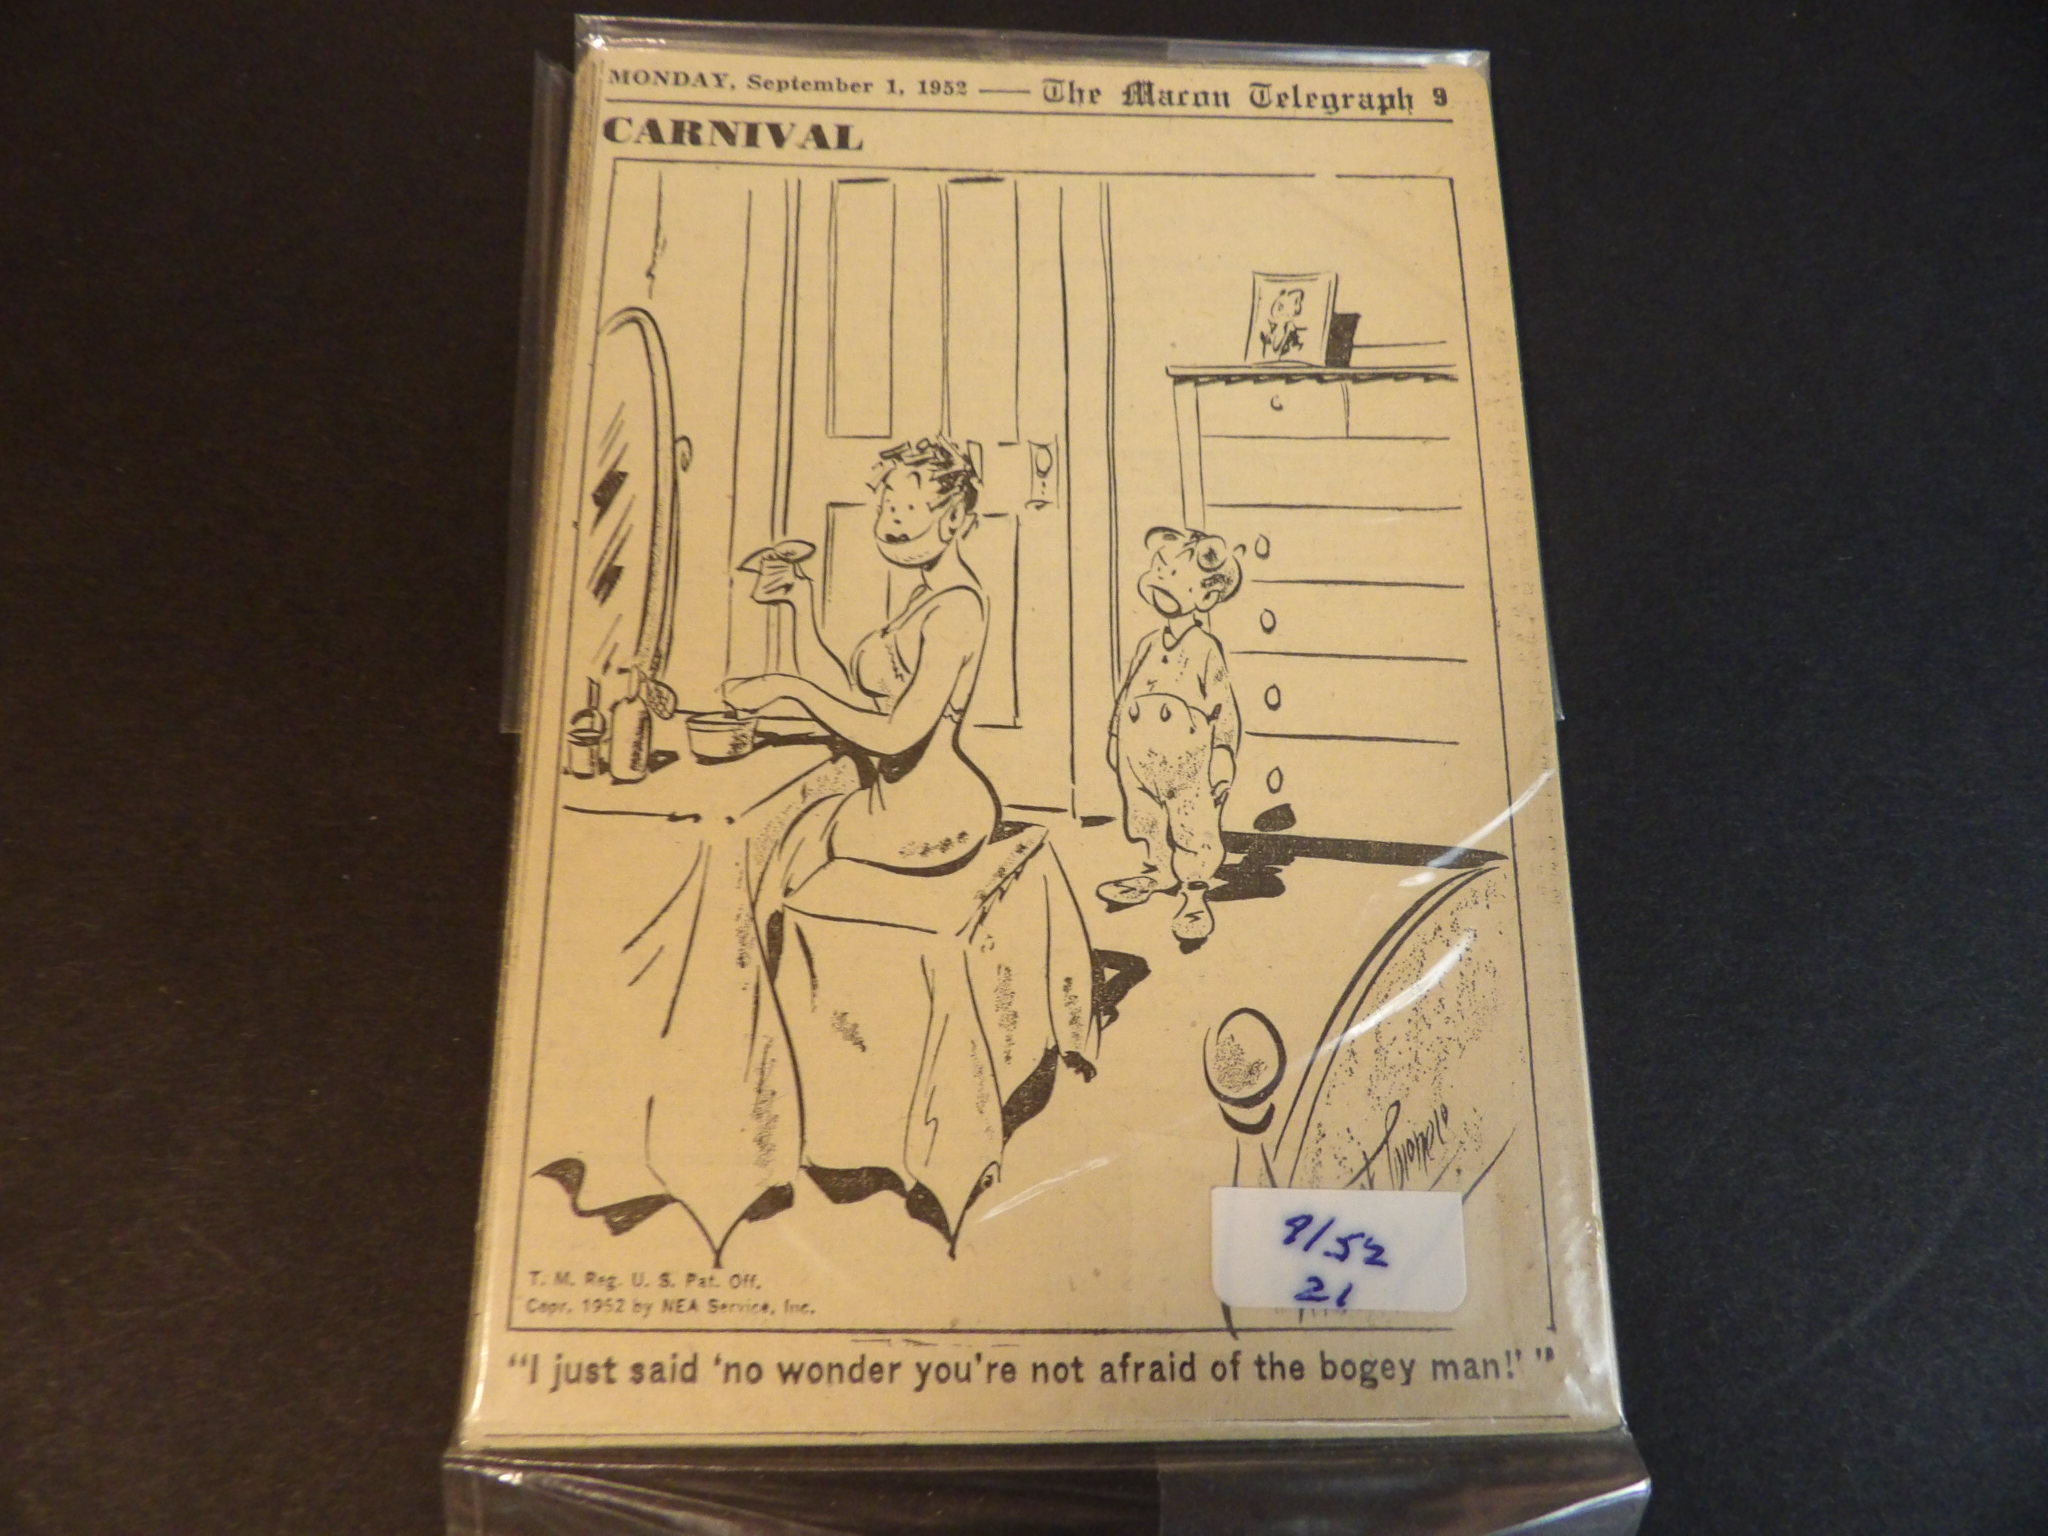 MONDAY, September 1, 1952 — The Macon Telegraph 9
CARNIVAL
T. M. Reg. U. S. Pat. Off.
Copr. 1952 by NEA Service, Inc.
9/52
21
"I just said 'no wonder you're not afraid of the bogey man!' "